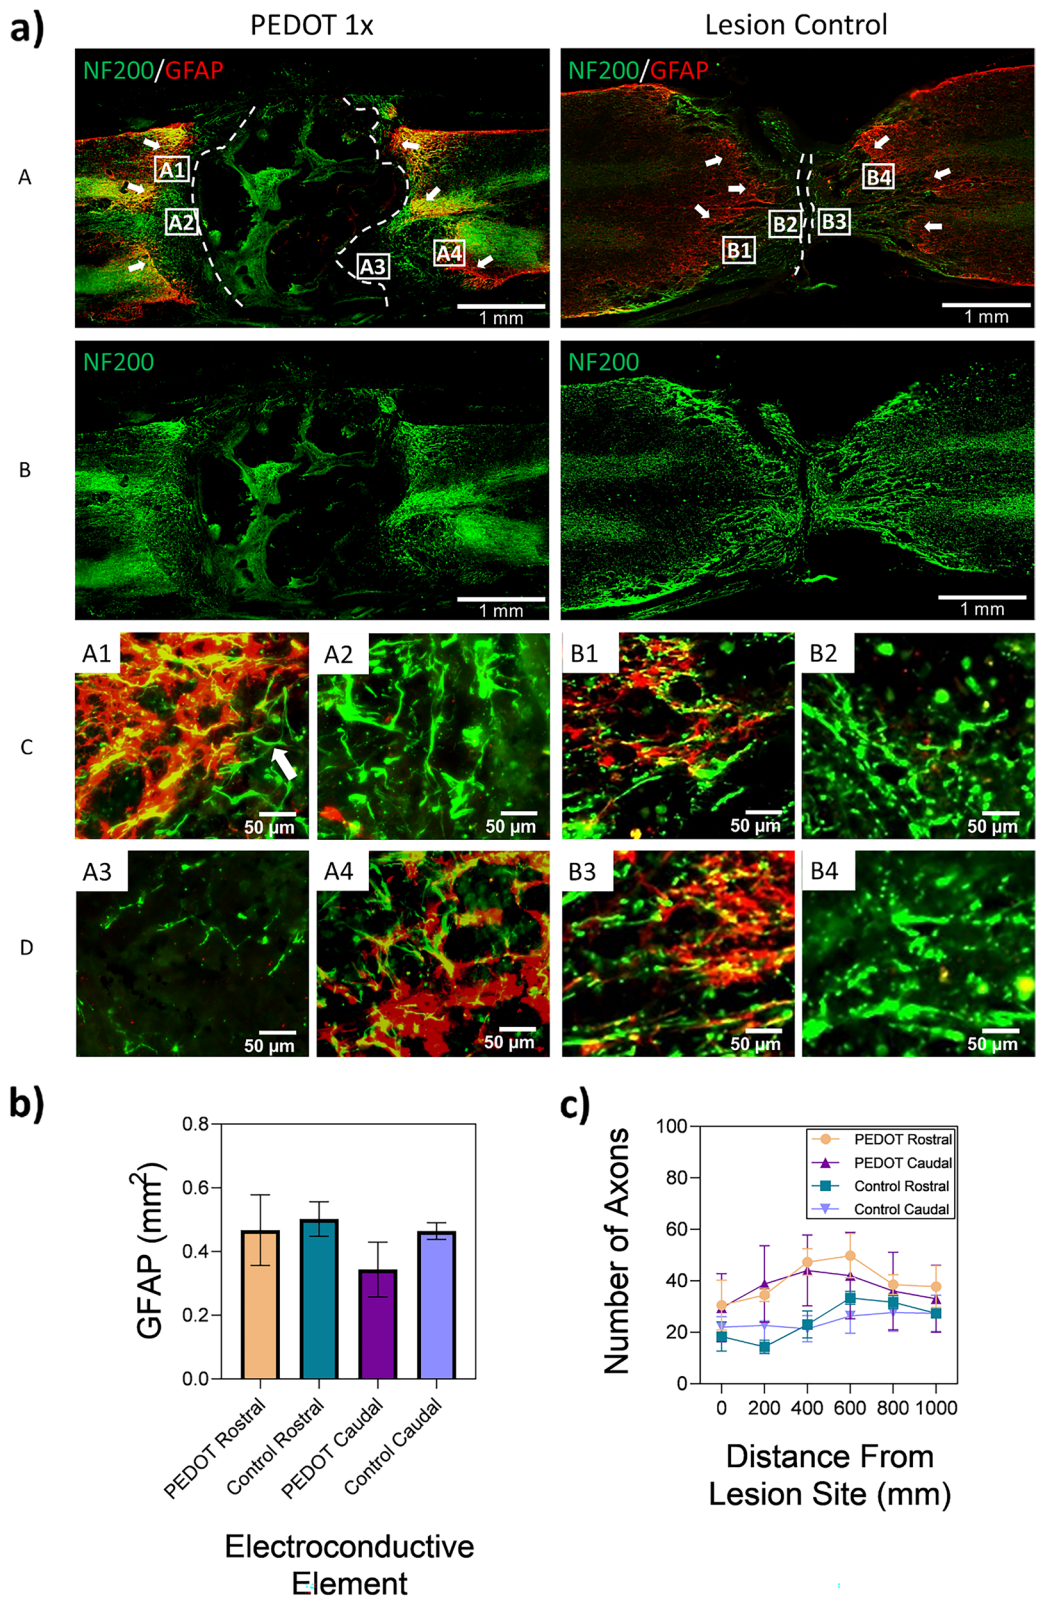 a)
PEDOT 1x
Lesion Control
A
NF200/GFAP
A1
A2
A3
A4
1 mm
NF200/GFAP
B1
B2
B3
B4
1 mm
B
NF200
1 mm
NF200
1 mm
C
A1
50 µm
A2
50 µm
B1
50 µm
B2
50 µm
D
A3
50 µm
A4
50 µm
B3
50 µm
B4
50 µm
b)
GFAP (mm2)
0.8
0.6
0.4
0.2
0.0
PEDOT Rostral
Control Rostral
PEDOT Caudal
Control Caudal
Electroconductive
Element
c)
Number of Axons
100
80
60
40
20
0
PEDOT Rostral
PEDOT Caudal
Control Rostral
Control Caudal
0 200 400 600 800 1000
Distance From
Lesion Site (mm)